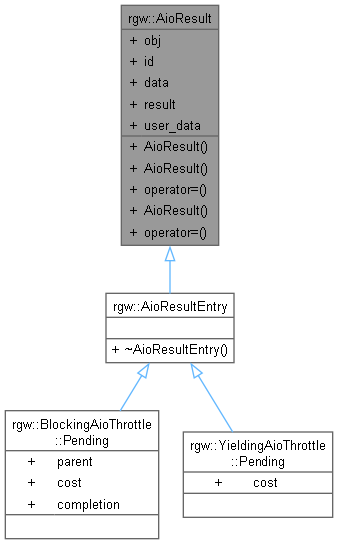 rgw::AioResult
+ obj
+ id
+ data
+ result
+ user_data
+ AioResult()
+ AioResult()
+ operator=()
+ AioResult()
+ operator=()
rgw::AioResultEntry
+ ~AioResultEntry()
rgw::BlockingAioThrottle
::Pending
+ parent
+ cost
+ completion
rgw::YieldingAioThrottle
::Pending
+ cost